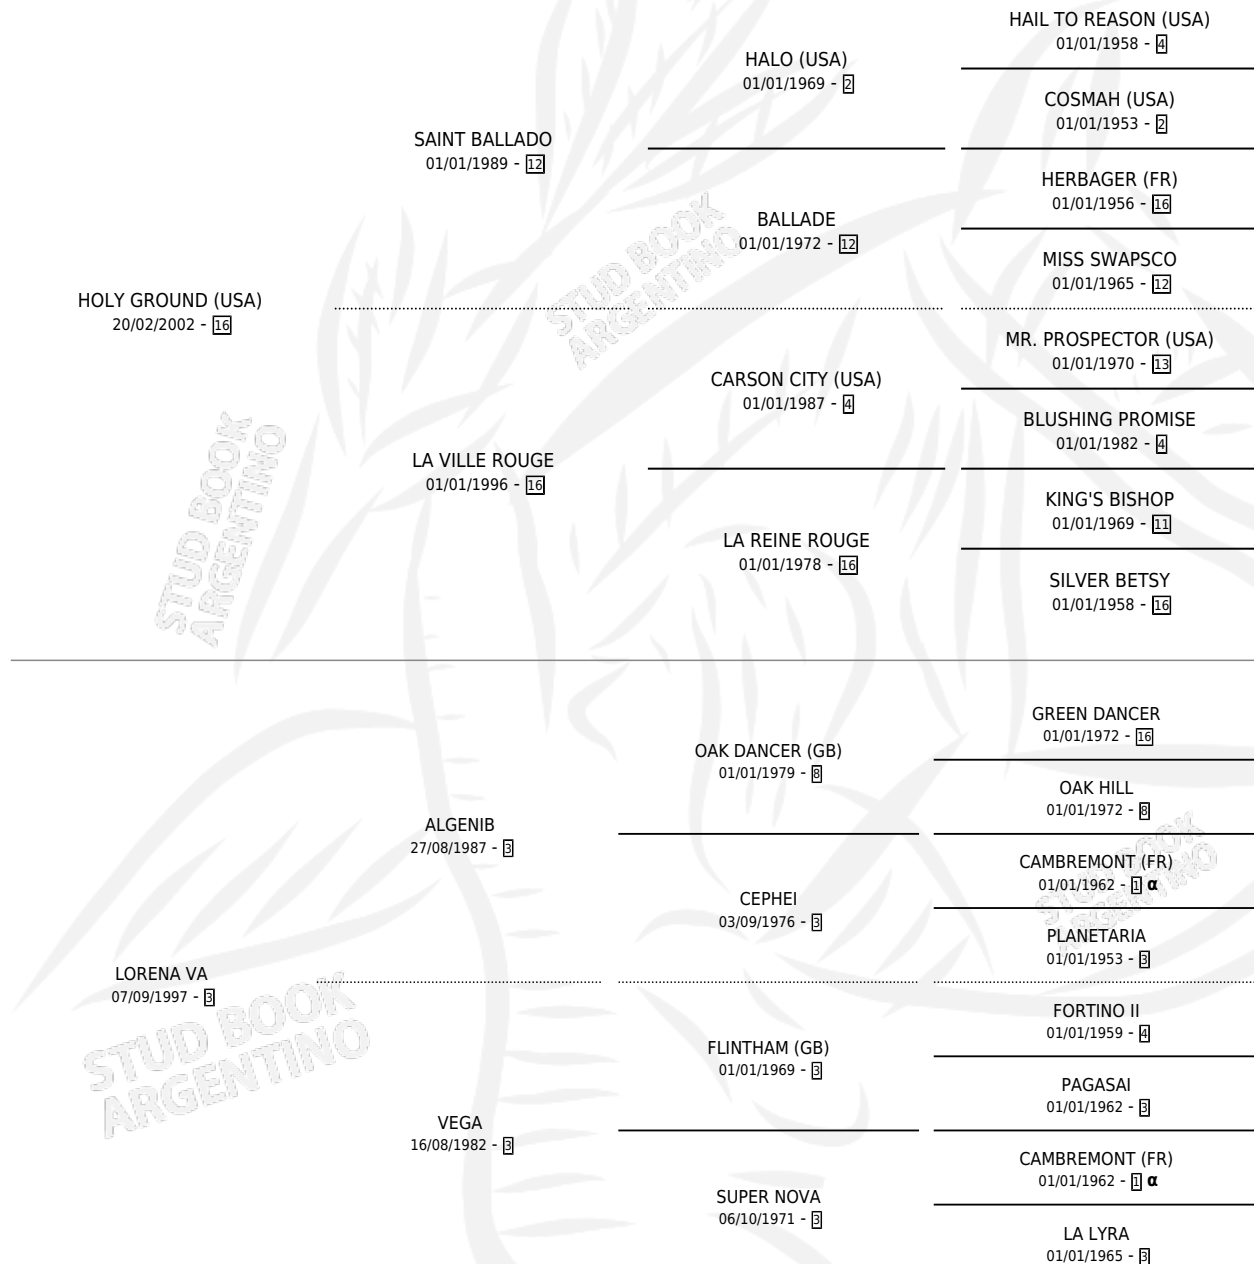 HAIL TO REASON (USA)
01/01/1958 - 4
HALO (USA)
01/01/1969 - 2
COSMAH (USA)
01/01/1953 - 2
SAINT BALLADO
01/01/1989 - 12
HERBAGER (FR)
01/01/1956 - 16
BALLADE
01/01/1972 - 12
MISS SWAPSCO
01/01/1965 - 12
HOLY GROUND (USA)
20/02/2002 - 16
MR. PROSPECTOR (USA)
01/01/1970 - 13
CARSON CITY (USA)
01/01/1987 - 4
BLUSHING PROMISE
01/01/1982 - 4
LA VILLE ROUGE
01/01/1996 - 16
KING'S BISHOP
01/01/1969 - 11
LA REINE ROUGE
01/01/1978 - 16
SILVER BETSY
01/01/1958 - 16
STUD BOOK
ARGENTINO
STUD BOOK
ARGENTINO
GREEN DANCER
01/01/1972 - 16
OAK DANCER (GB)
01/01/1979 - 8
OAK HILL
01/01/1972 - 8
ALGENIB
27/08/1987 - 3
CAMBREMONT (FR)
01/01/1962 - 1 α
CEPHEI
03/09/1976 - 3
PLANETARIA
01/01/1953 - 3
LORENA VA
07/09/1997 - 3
FORTINO II
01/01/1959 - 4
FLINTHAM (GB)
01/01/1969 - 3
PAGASAI
01/01/1962 - 3
VEGA
16/08/1982 - 3
CAMBREMONT (FR)
01/01/1962 - 1 α
SUPER NOVA
06/10/1971 - 3
LA LYRA
01/01/1965 - 3
STUD BOOK
ARGENTINO
STUD BOOK
ARGENTINO